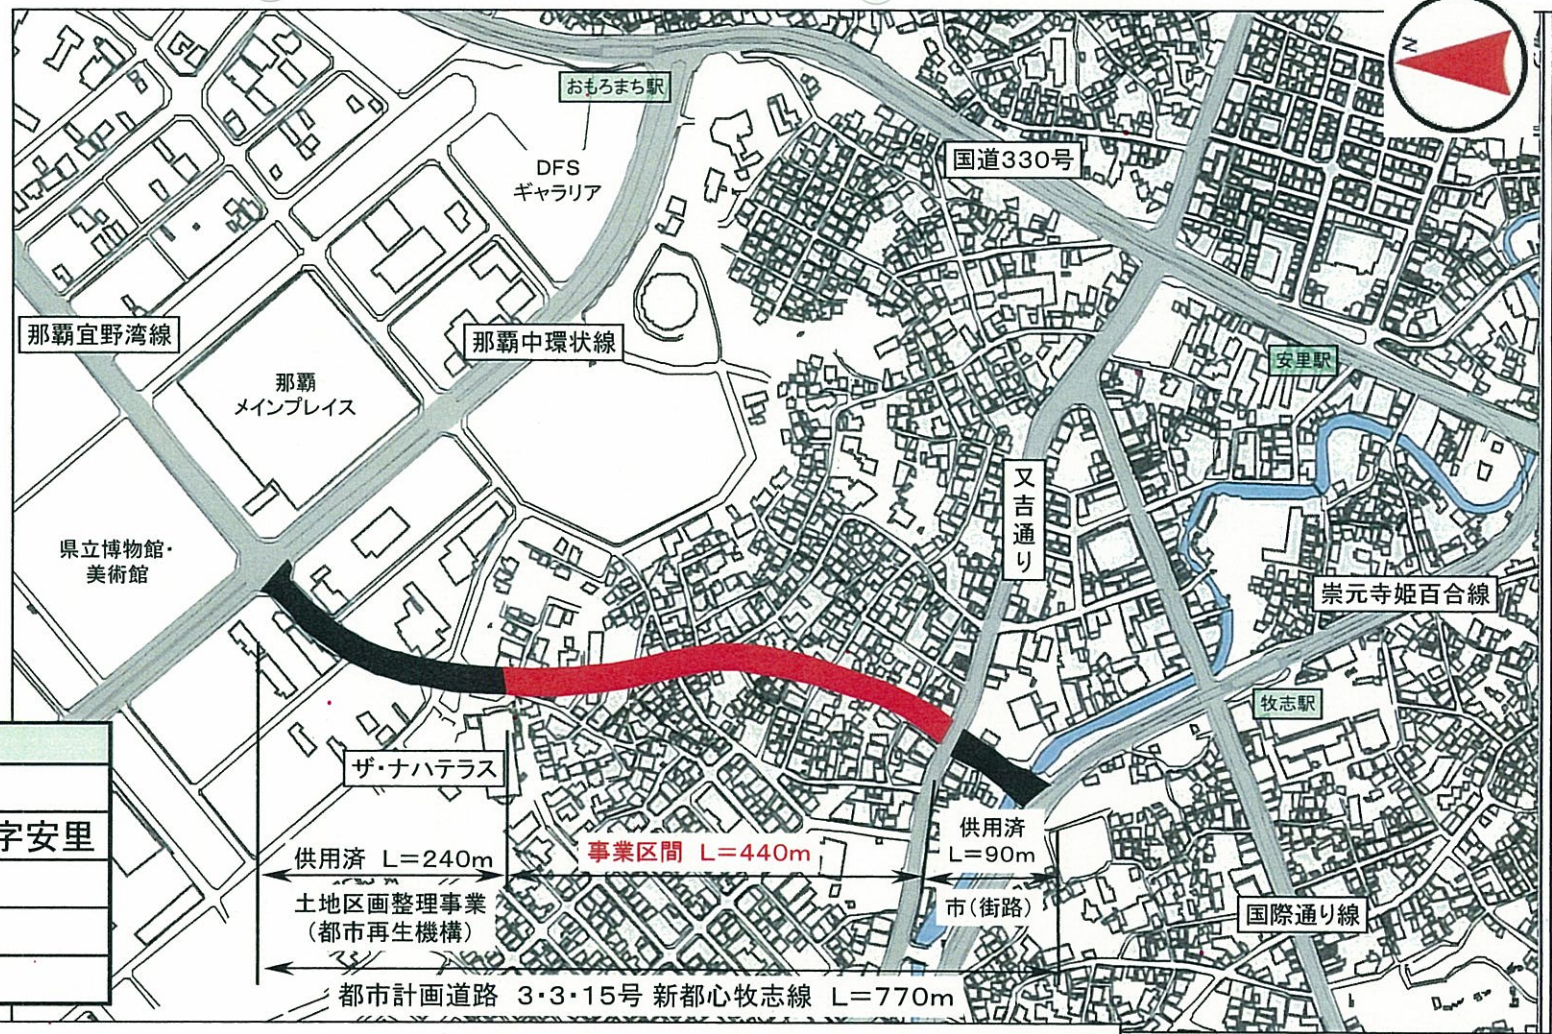 N
おもろまち駅
DFS
ギャラリア
国道330号
那覇宜野湾線
那覇中環状線
安里駅
那覇
メインプレイス
又吉通り
県立博物館・
美術館
崇元寺姫百合線
牧志駅
ザ・ナハテラス
字安里
供用済 L=240m
事業区間 L=440m
供用済
L=90m
土地区画整理事業
(都市再生機構)
市(街路)
国際通り線
都市計画道路 3・3・15号 新都心牧志線 L=770m